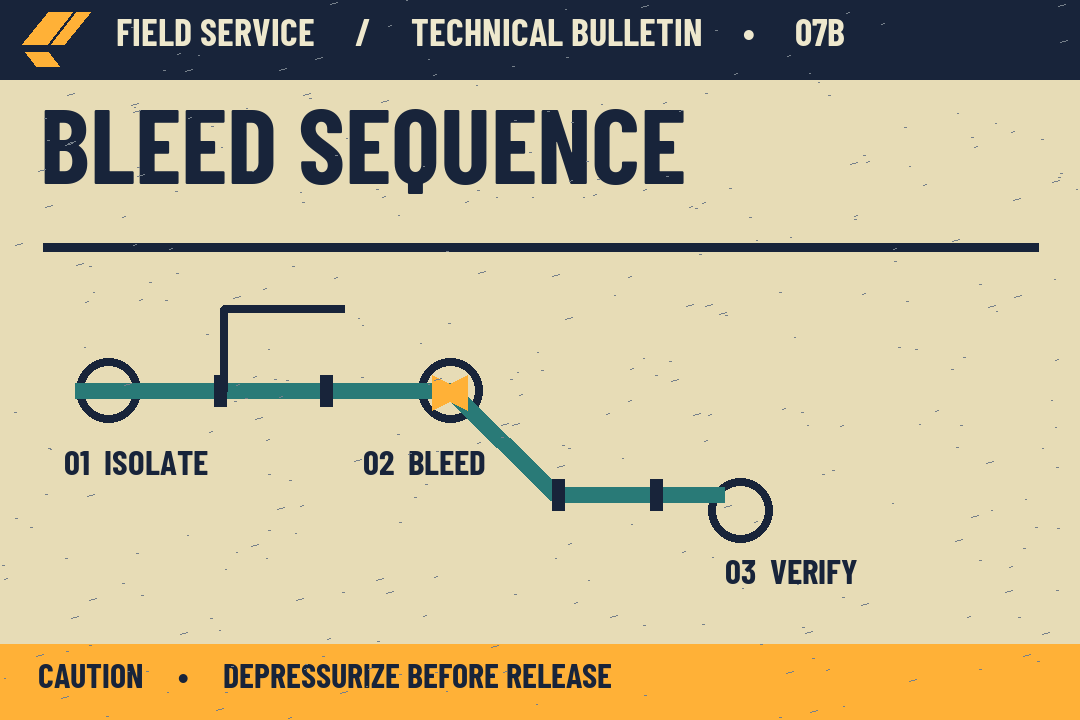 FIELD SERVICE / TECHNICAL BULLETIN • 07B
BLEED SEQUENCE
01 ISOLATE
02 BLEED
03 VERIFY
CAUTION • DEPRESSURIZE BEFORE RELEASE